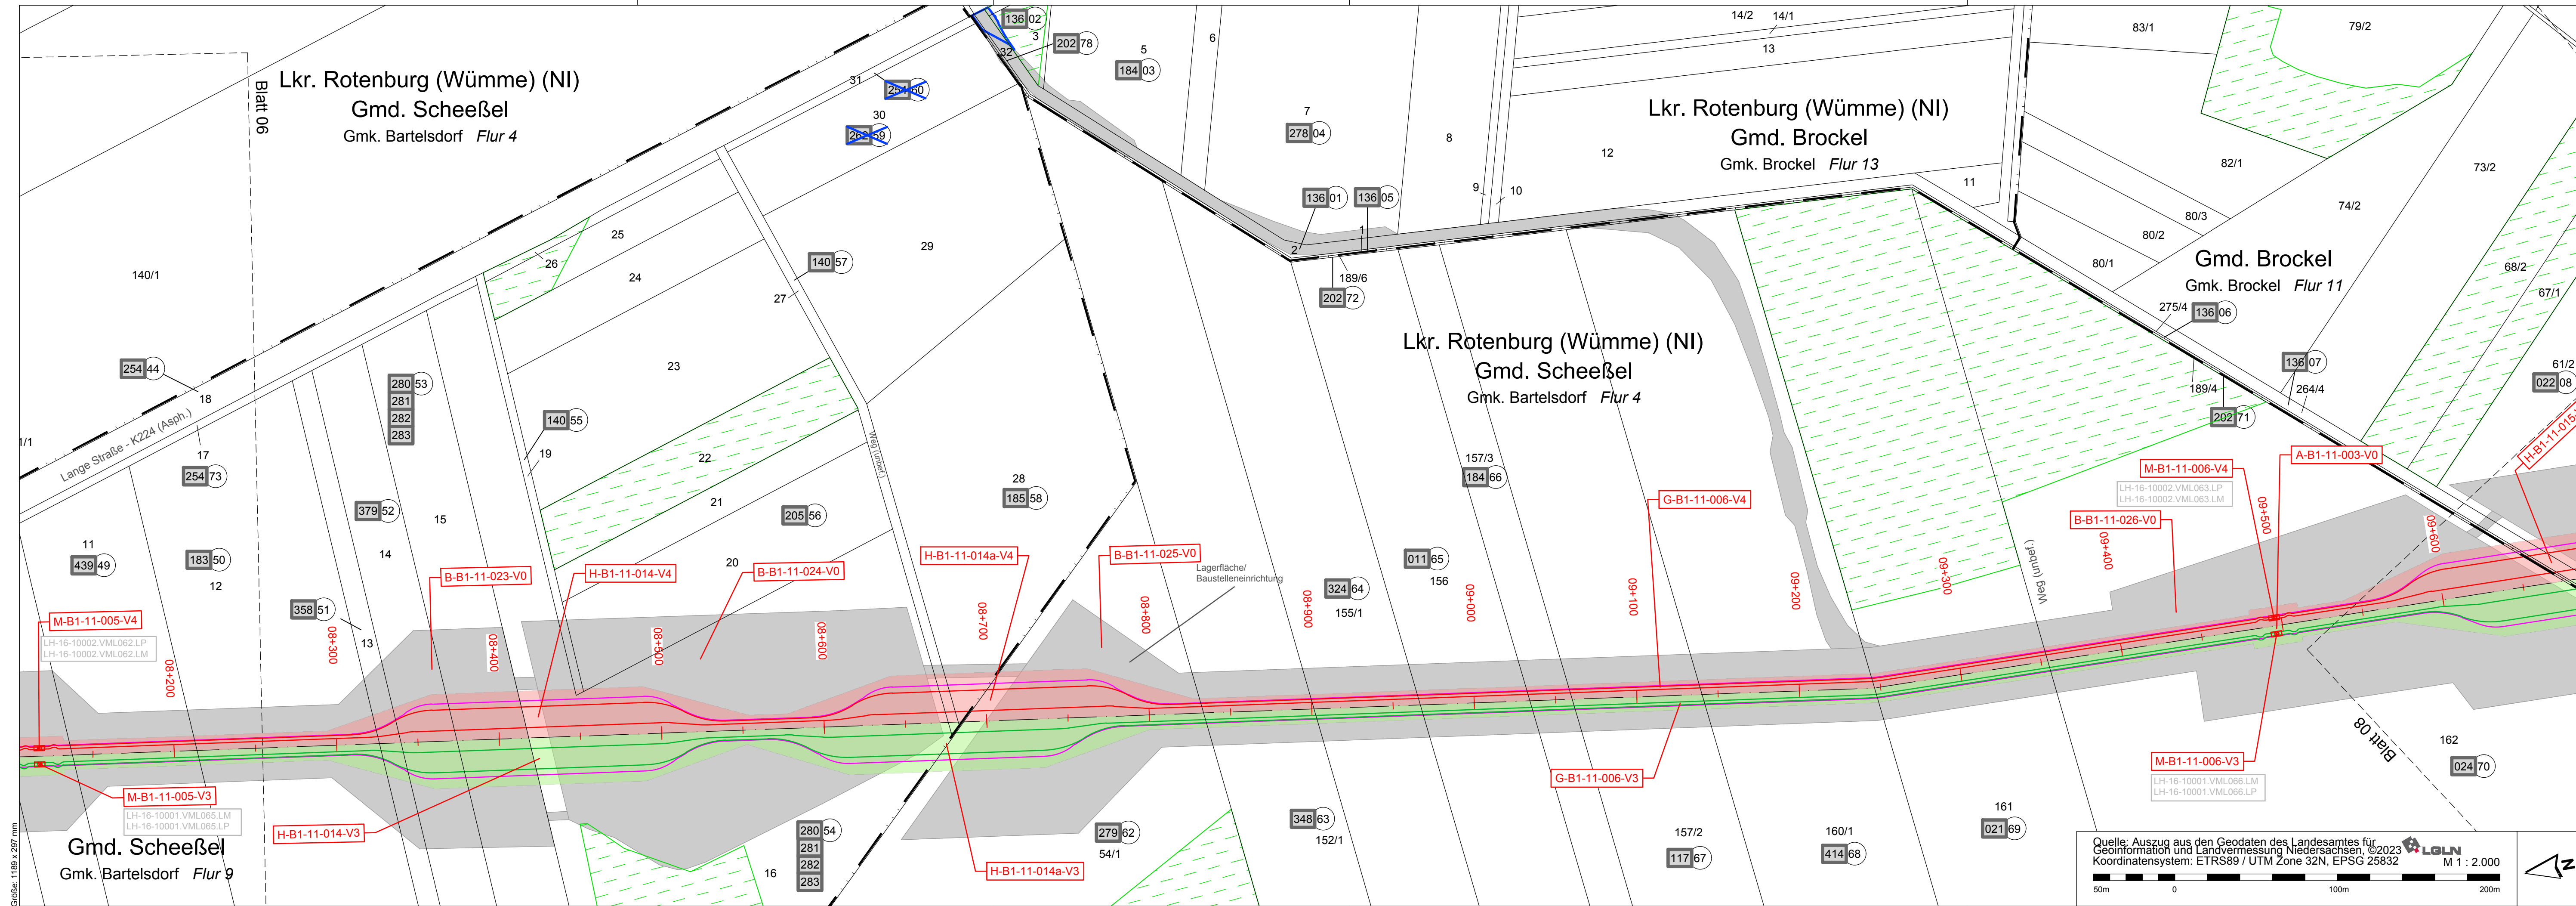 136 02
3
32
202 78
5
184 03
6
14/2
14/1
13
83/1
79/2
Blatt 06
Lkr. Rotenburg (Wümme) (NI)
Gmd. Scheeßel
Gmk. Bartelsdorf Flur 4
31
30
7
278 04
8
12
Lkr. Rotenburg (Wümme) (NI)
Gmd. Brockel
Gmk. Brockel Flur 13
82/1
73/2
11
9
10
136 01
136 05
1
2
74/2
80/3
80/2
80/1
25
26
24
29
140 57
27
140/1
189/6
202 72
Gmd. Brockel
Gmk. Brockel Flur 11
68/2
67/1
275/4
136 06
254 44
18
Lange Straße - K224 (Asph.)
1/1
17
254 73
280 53
281
282
283
23
140 55
19
22
Weg (unbef.)
Lkr. Rotenburg (Wümme) (NI)
Gmd. Scheeßel
Gmk. Bartelsdorf Flur 4
136 07
264/4
189/4
202 71
61/2
022 08
379 52
15
14
21
205 56
20
28
185 58
157/3
184 66
G-B1-11-006-V4
M-B1-11-006-V4
LH-16-10002.VML063.LP
LH-16-10002.VML063.LM
A-B1-11-003-V0
H-B1-11-015-
B-B1-11-026-V0
11
439 49
183 50
12
358 51
13
B-B1-11-023-V0
H-B1-11-014-V4
B-B1-11-024-V0
H-B1-11-014a-V4
B-B1-11-025-V0
Lagerfläche/
Baustelleneinrichtung
011 65
156
324 64
155/1
Weg (unbef.)
M-B1-11-005-V4
LH-16-10002.VML062.LP
LH-16-10002.VML062.LM
08+200
08+300
08+400
08+500
08+600
08+700
08+800
08+900
09+000
09+100
09+200
09+300
09+400
09+500
09+600
M-B1-11-005-V3
LH-16-10001.VML065.LM
LH-16-10001.VML065.LP
H-B1-11-014-V3
Gmd. Scheeßel
Gmk. Bartelsdorf Flur 9
280 54
281
282
283
16
H-B1-11-014a-V3
279 62
54/1
348 63
152/1
G-B1-11-006-V3
157/2
117 67
160/1
414 68
161
021 69
M-B1-11-006-V3
LH-16-10001.VML066.LM
LH-16-10001.VML066.LP
Blatt 08
162
024 70
Quelle: Auszug aus den Geodaten des Landesamtes für
Geoinformation und Landvermessung Niedersachsen, ©2023
LGLN
Koordinatensystem: ETRS89 / UTM Zone 32N, EPSG 25832
M 1 : 2.000
50m 0 100m 200m
N
Größe: 1189 x 297 mm